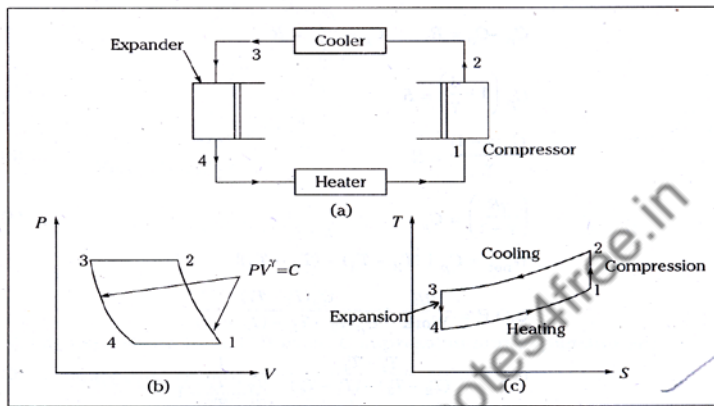 Cooler
Expander
3
2
4
1
Compressor
Heater
(a)
P
3
2
PVᵞ=C
4
1
(b)
V
T
Cooling
2
Compression
3
1
Expansion
4
Heating
(c)
S
notes4free.in